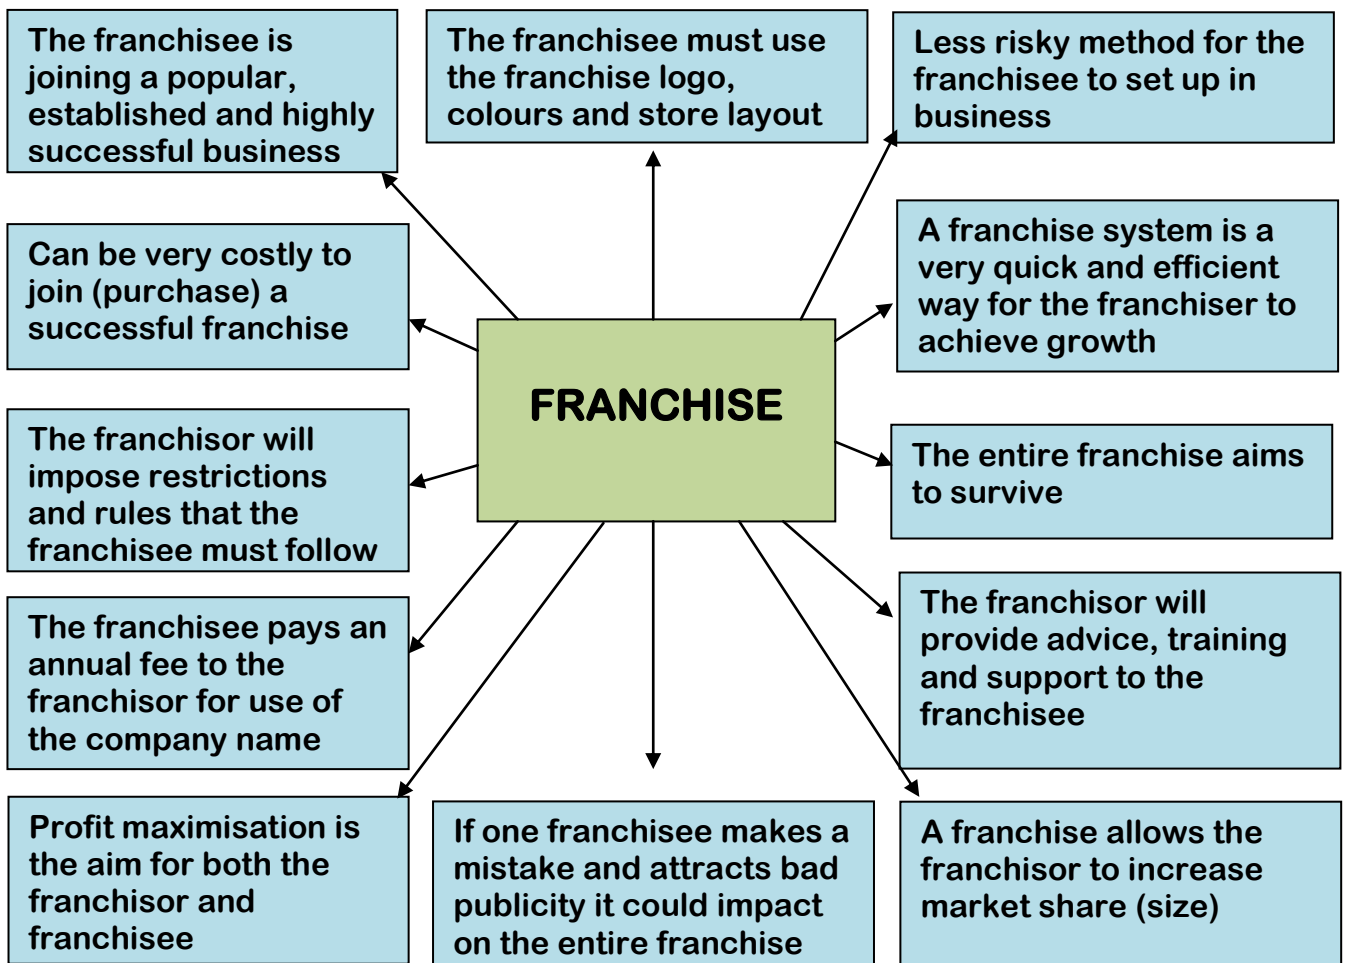 The franchisee is
joining a popular,
established and highly
successful business
The franchisee must use
the franchise logo,
colours and store layout
Less risky method for the
franchisee to set up in
business
Can be very costly to
join (purchase) a
successful franchise
A franchise system is a
very quick and efficient
way for the franchiser to
achieve growth
FRANCHISE
The franchisor will
impose restrictions
and rules that the
franchisee must follow
The entire franchise aims
to survive
The franchisee pays an
annual fee to the
franchisor for use of
the company name
The franchisor will
provide advice, training
and support to the
franchisee
Profit maximisation is
the aim for both the
franchisor and
franchisee
If one franchisee makes a
mistake and attracts bad
publicity it could impact
on the entire franchise
A franchise allows the
franchisor to increase
market share (size)